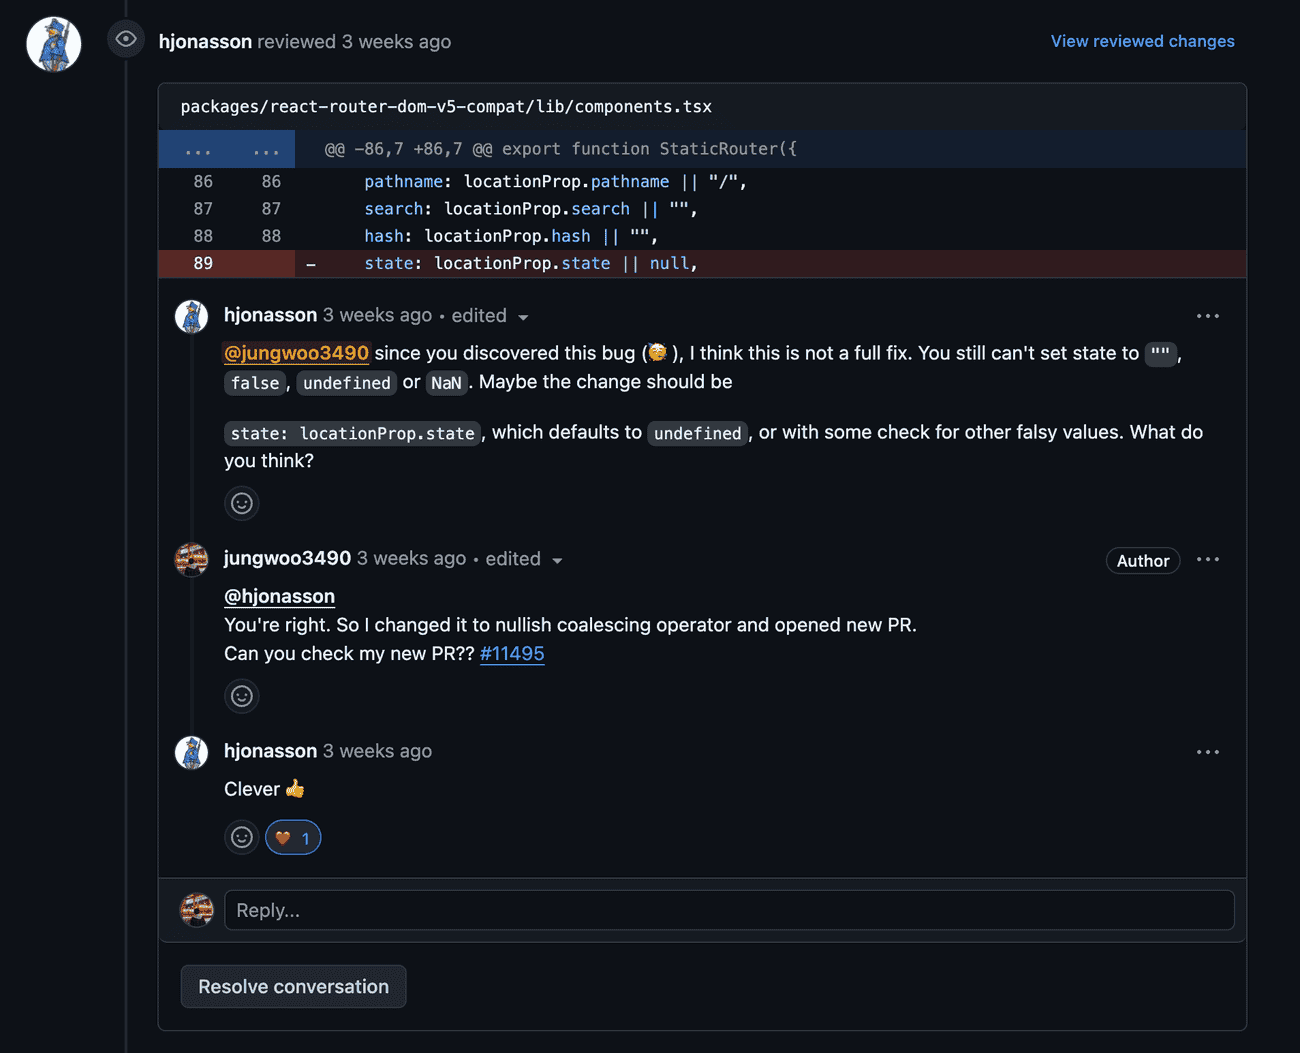 hjonasson reviewed 3 weeks ago
View reviewed changes
packages/react-router-dom-v5-compat/lib/components.tsx
... ... @@ -86,7 +86,7 @@ export function StaticRouter({
86 86 pathname: locationProp.pathname || "/",
87 87 search: locationProp.search || "",
88 88 hash: locationProp.hash || "",
89 - state: locationProp.state || null,
hjonasson 3 weeks ago • edited
@jungwoo3490 since you discovered this bug (🥳 ), I think this is not a full fix. You still can't set state to "" ,
false , undefined or NaN . Maybe the change should be
state: locationProp.state , which defaults to undefined , or with some check for other falsy values. What do
you think?
jungwoo3490 3 weeks ago • edited
Author
@hjonasson
You're right. So I changed it to nullish coalescing operator and opened new PR.
Can you check my new PR?? #11495
hjonasson 3 weeks ago
Clever 👍
🤎 1
Reply...
Resolve conversation